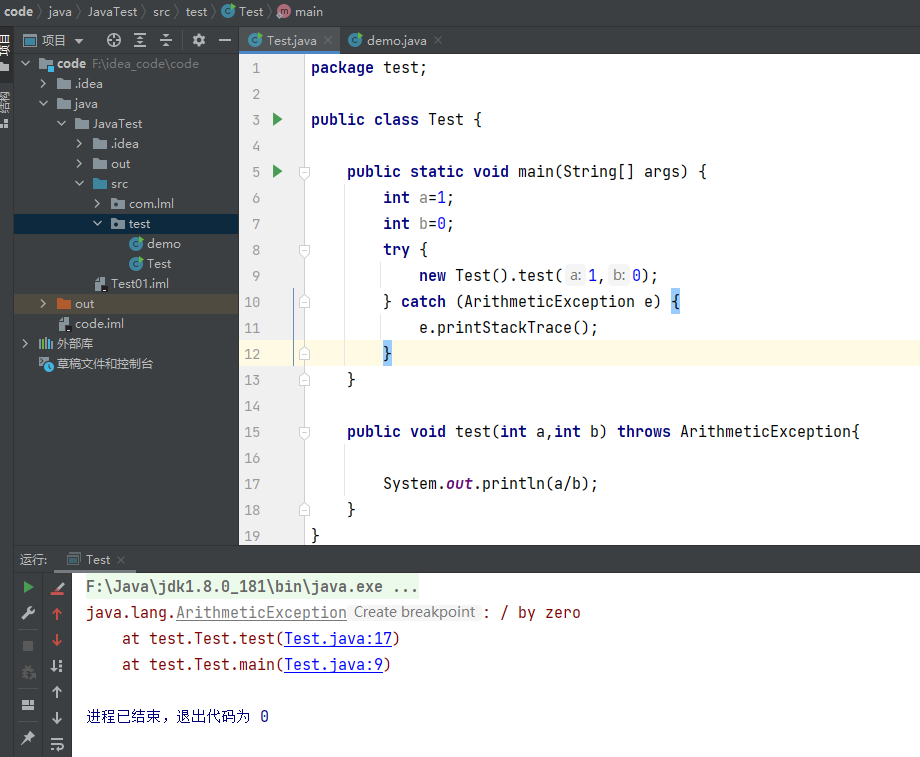 code java JavaTest src test Test main
项目
Test.java
demo.java
项目
结构
code F:\idea_code\code
.idea
java
JavaTest
.idea
out
src
com.lml
test
demo
Test
Test01.iml
out
code.iml
外部库
草稿文件和控制台
1 package test;
2
3 public class Test {
4
5 public static void main(String[] args) {
6 int a=1;
7 int b=0;
8 try {
9 new Test().test( a: 1, b: 0);
10 } catch (ArithmeticException e) {
11 e.printStackTrace();
12 }
13 }
14
15 public void test(int a,int b) throws ArithmeticException{
16
17 System.out.println(a/b);
18 }
19 }
运行: Test
F:\Java\jdk1.8.0_181\bin\java.exe ...
java.lang.ArithmeticException Create breakpoint : / by zero
at test.Test.test(Test.java:17)
at test.Test.main(Test.java:9)
进程已结束，退出代码为 0